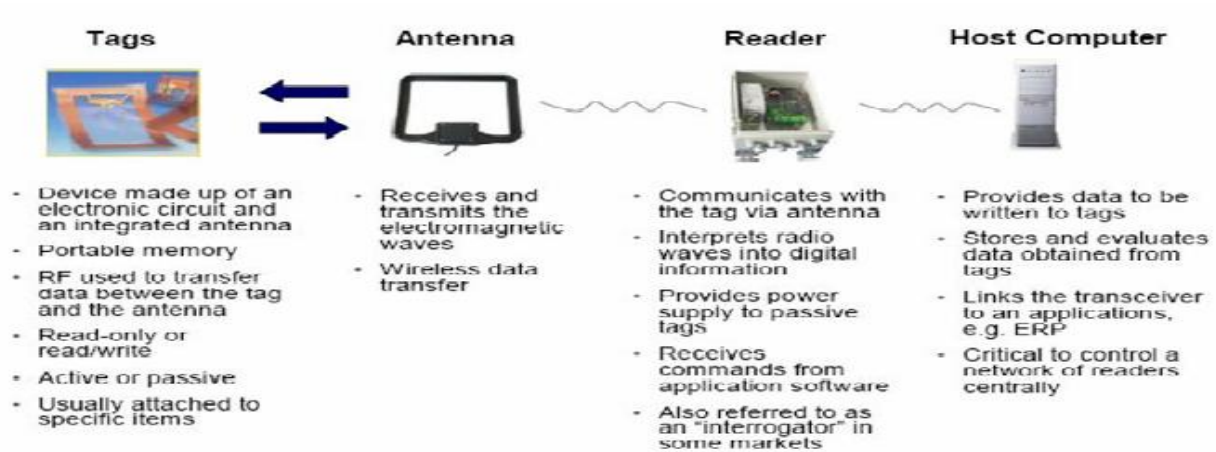 Tags
Antenna
Reader
Host Computer
- Device made up of an
electronic circuit and
an integrated antenna
- Portable memory
- RF used to transfer
data between the tag
and the antenna
- Read-only or
read/write
- Active or passive
- Usually attached to
specific items
- Receives and
transmits the
electromagnetic
waves
- Wireless data
transfer
- Communicates with
the tag via antenna
- Interprets radio
waves into digital
information
- Provides power
supply to passive
tags
- Receives
commands from
application software
- Also referred to as
an "interrogator" in
some markets
- Provides data to be
written to tags
- Stores and evaluates
data obtained from
tags
- Links the transceiver
to an applications,
e.g. ERP
- Critical to control a
network of readers
centrally